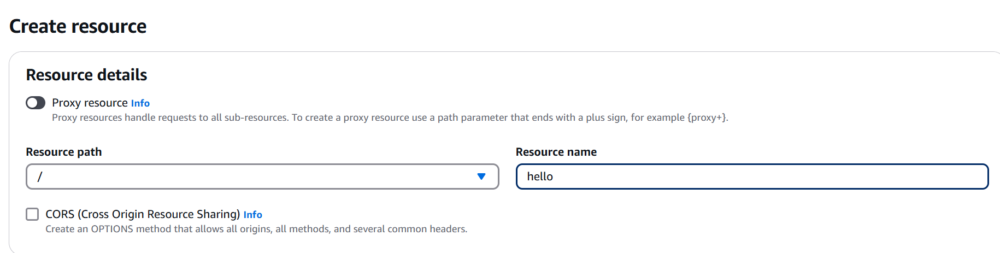 Create resource
Resource details
Proxy resource Info
Proxy resources handle requests to all sub-resources. To create a proxy resource use a path parameter that ends with a plus sign, for example {proxy+}.
Resource path
/
Resource name
hello
CORS (Cross Origin Resource Sharing) Info
Create an OPTIONS method that allows all origins, all methods, and several common headers.